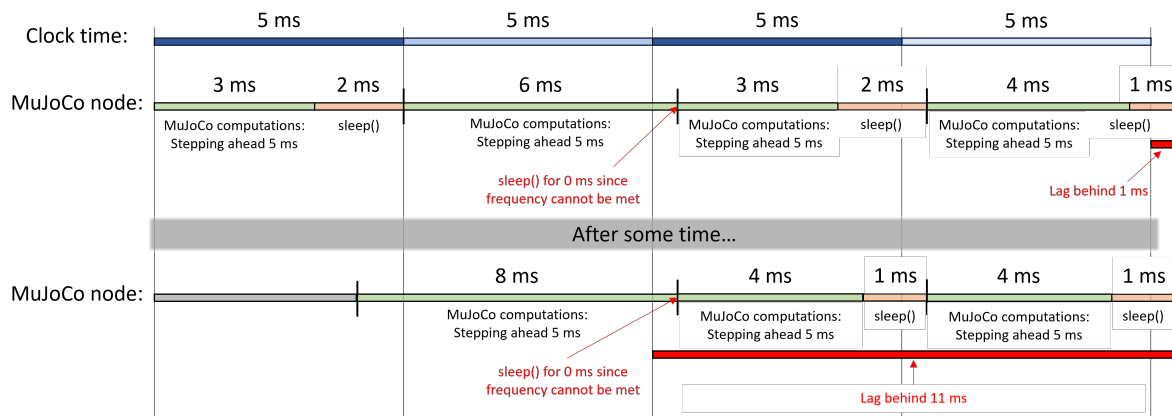 5 ms 5 ms 5 ms 5 ms
Clock time:
3 ms 2 ms 6 ms 3 ms 2 ms 4 ms 1 ms
MuJoCo node:
MuJoCo computations:
Stepping ahead 5 ms
sleep()
MuJoCo computations:
Stepping ahead 5 ms
MuJoCo computations:
Stepping ahead 5 ms
sleep()
MuJoCo computations:
Stepping ahead 5 ms
sleep()
sleep() for 0 ms since
frequency cannot be met
Lag behind 1 ms
After some time...
8 ms 4 ms 1 ms 4 ms 1 ms
MuJoCo node:
MuJoCo computations:
Stepping ahead 5 ms
MuJoCo computations:
Stepping ahead 5 ms
sleep()
MuJoCo computations:
Stepping ahead 5 ms
sleep()
sleep() for 0 ms since
frequency cannot be met
Lag behind 11 ms